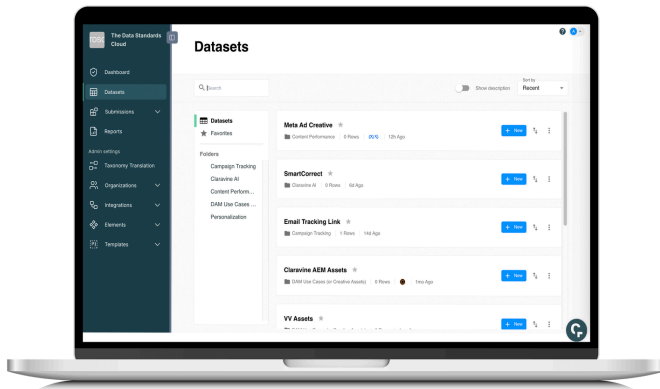 The Data Standards
Cloud
Datasets
Dashboard
Datasets
Submissions
Reports
Admin settings
Taxonomy Translation
Organizations
Integrations
Elements
Templates
Search
Show description
Sort by
Recent
Datasets
Favorites
Folders
Campaign Tracking
Claravine AI
Content Perform...
DAM Use Cases ...
Personalization
Meta Ad Creative
Content Performance 0 Rows 12h Ago
+ New
SmartCorrect
Claravine AI 0 Rows 6d Ago
+ New
Email Tracking Link
Campaign Tracking 1 Rows 14d Ago
+ New
Claravine AEM Assets
DAM Use Cases (or Creative Assets) 0 Rows 1mo Ago
+ New
VV Assets
+ New